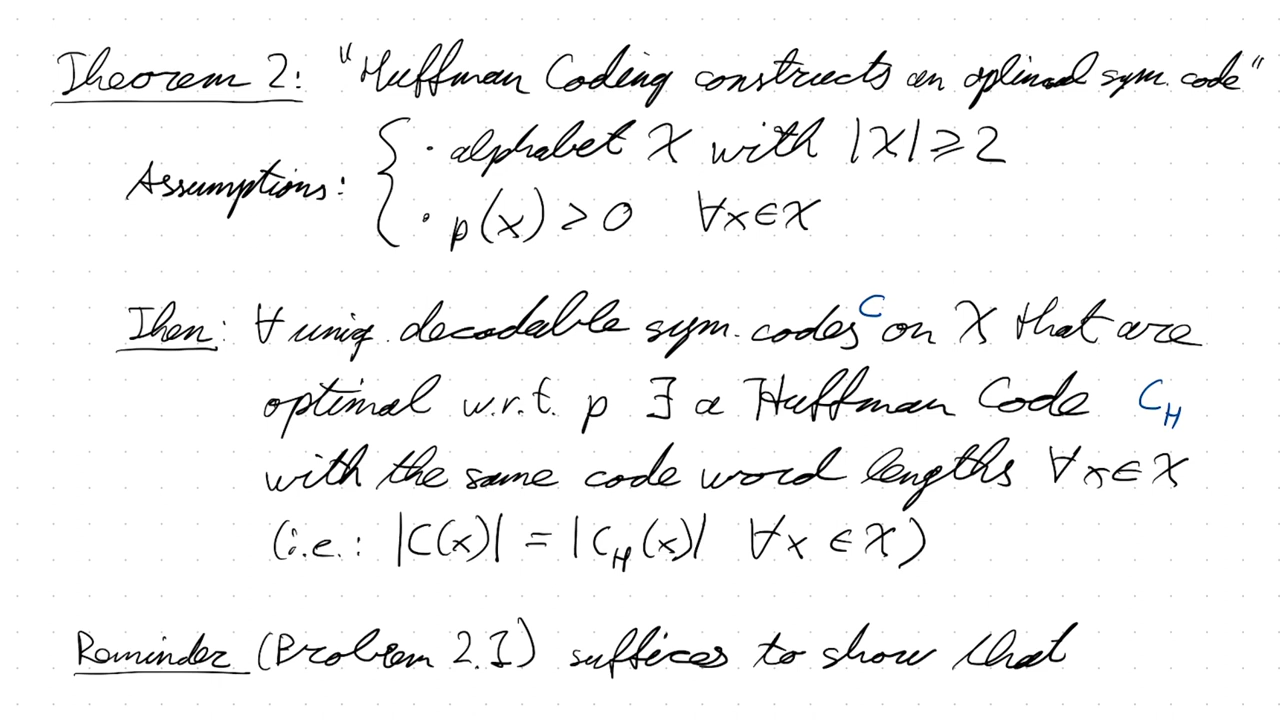 Theorem 2: "Huffman Coding constructs an optimal sym. code"
Assumptions: { · alphabet X with |X| ≥ 2
· p(x) > 0 ∀x∈X
Then: ∀ uniq. decodable sym. codes C on X that are
optimal w.r.t. p ∃ a Huffman Code C_H
with the same code word lengths ∀x∈X
(i.e.: |C(x)| = |C_H(x)| ∀x∈X)
Reminder (Problem 2.I) suffices to show that